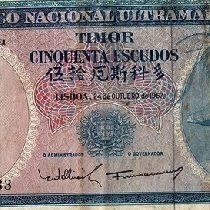 CO NACIONAL ULTRAMA
TIMOR
CINQUENTA ESCUDOS
伍拾厄斯科多
LISBOA, 24 de OUTUBRO de 1967
O ADMINISTRADOR O GOVERNADOR